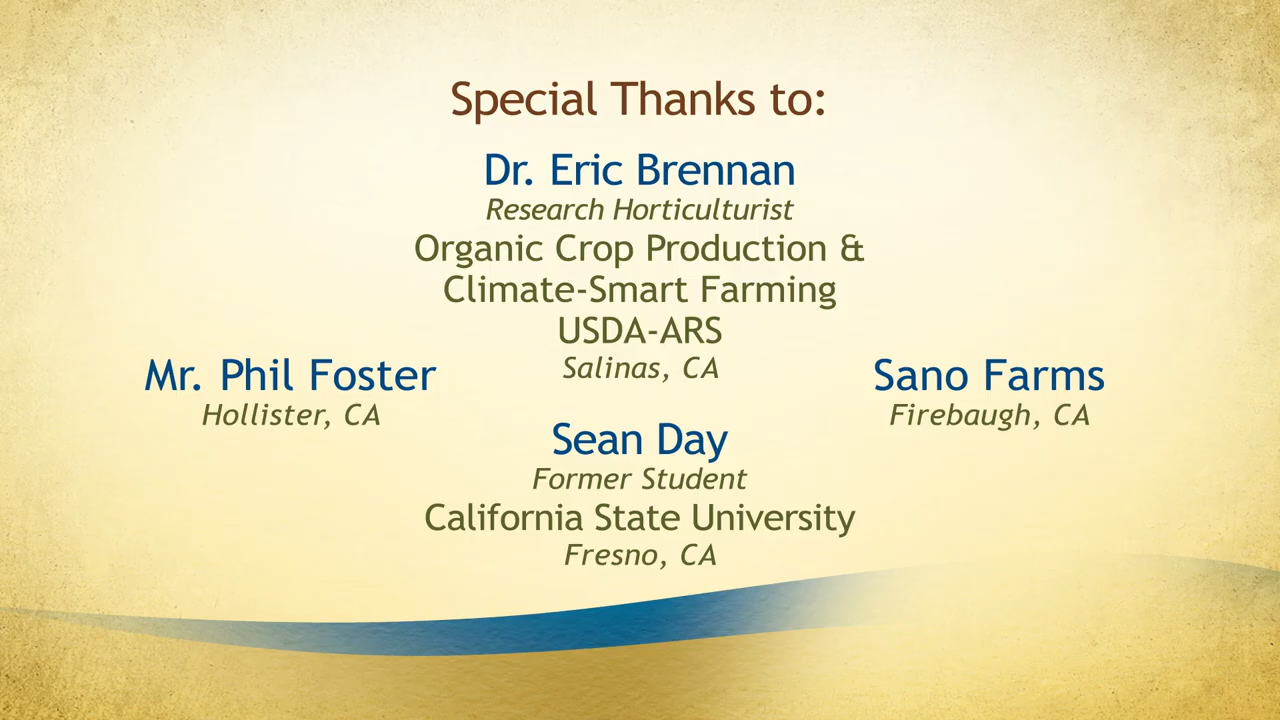 Special Thanks to:
Dr. Eric Brennan
Research Horticulturist
Organic Crop Production &
Climate-Smart Farming
USDA-ARS
Salinas, CA
Mr. Phil Foster
Hollister, CA
Sano Farms
Firebaugh, CA
Sean Day
Former Student
California State University
Fresno, CA